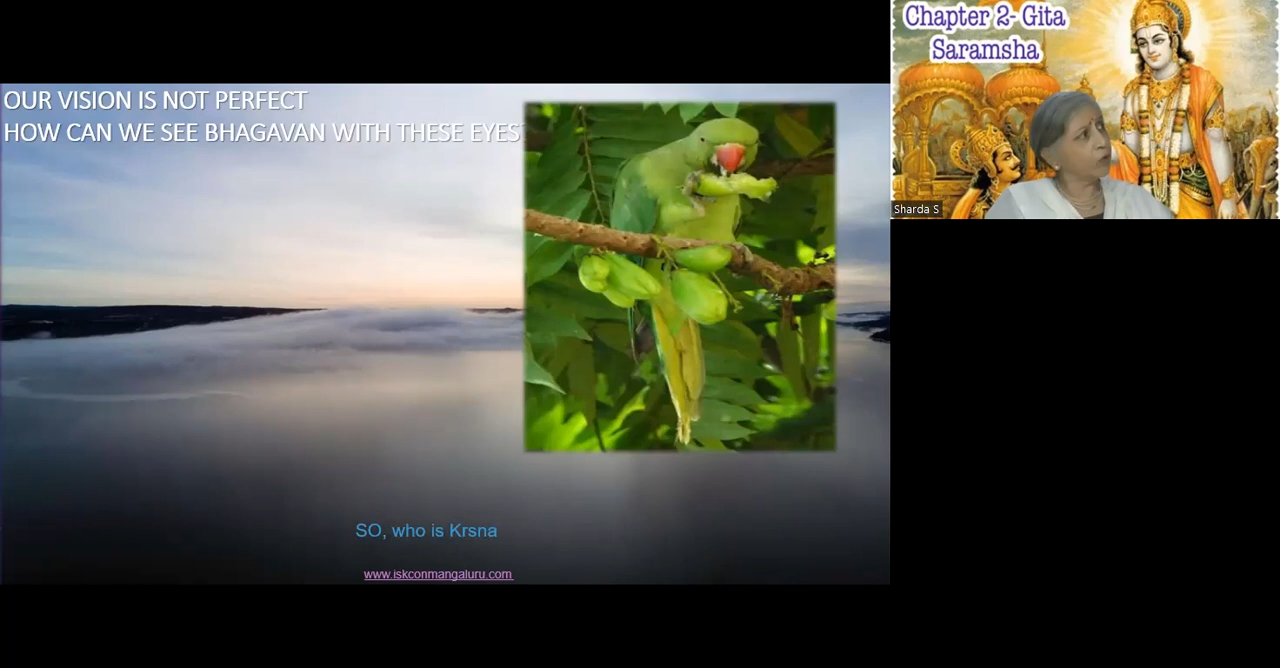 OUR VISION IS NOT PERFECT
HOW CAN WE SEE BHAGAVAN WITH THESE EYES
SO, who is Krsna
www.iskconmangaluru.com
Chapter 2- Gita
Saramsha
Sharda S